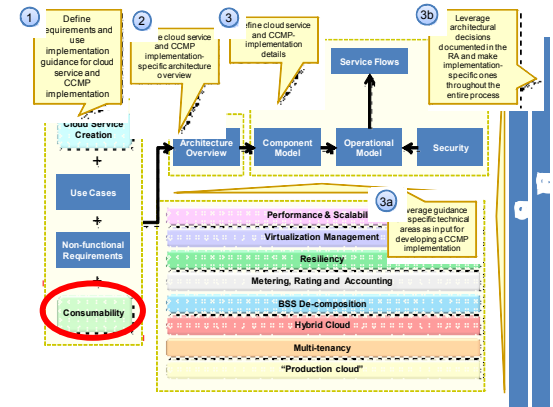 1
Define
equirements and
use
implementation
guidance for cloud
service and
CCMP
implementation
2
e cloud service
and CCMP
implementation-
specific architecture
overview
3
fine cloud service
and CCMP-
implementation
details
3b
Leverage
architectural
decisions
documented in the
RA and make
implementation-
specific ones
throughout the
entire process
Service Flows
Cloud Service
Creation
+
Use Cases
+
Non-functional
Requirements
+
Consumability
Architecture
Overview
Component
Model
Operational
Model
Security
3a
verage guidance
specific technical
areas as input for
developing a CCMP
implementation
Performance & Scalabil
Virtualization Management
Resiliency
Metering, Rating and Accounting
BSS De-composition
Hybrid Cloud
Multi-tenancy
“Production cloud”